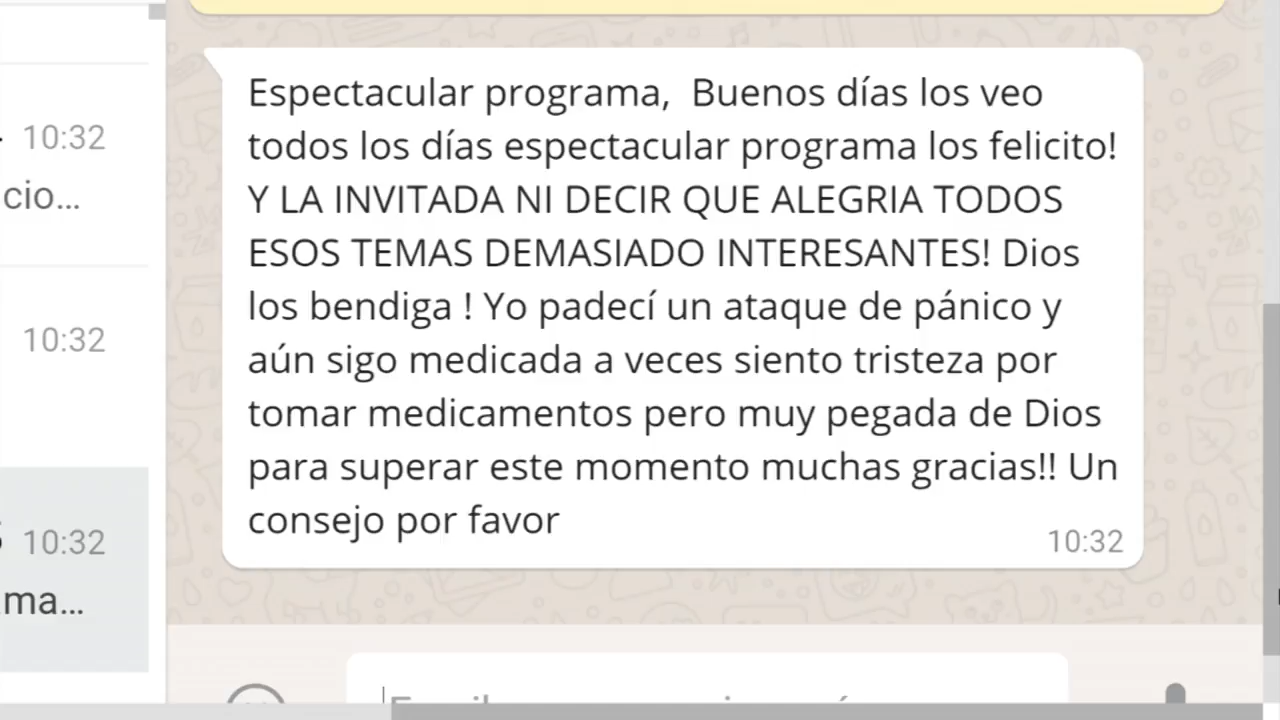 10:32
cio...
10:32
10:32
ma...
Espectacular programa,  Buenos días los veo
todos los días espectacular programa los felicito!
Y LA INVITADA NI DECIR QUE ALEGRIA TODOS
ESOS TEMAS DEMASIADO INTERESANTES! Dios
los bendiga ! Yo padecí un ataque de pánico y
aún sigo medicada a veces siento tristeza por
tomar medicamentos pero muy pegada de Dios
para superar este momento muchas gracias!! Un
consejo por favor
10:32